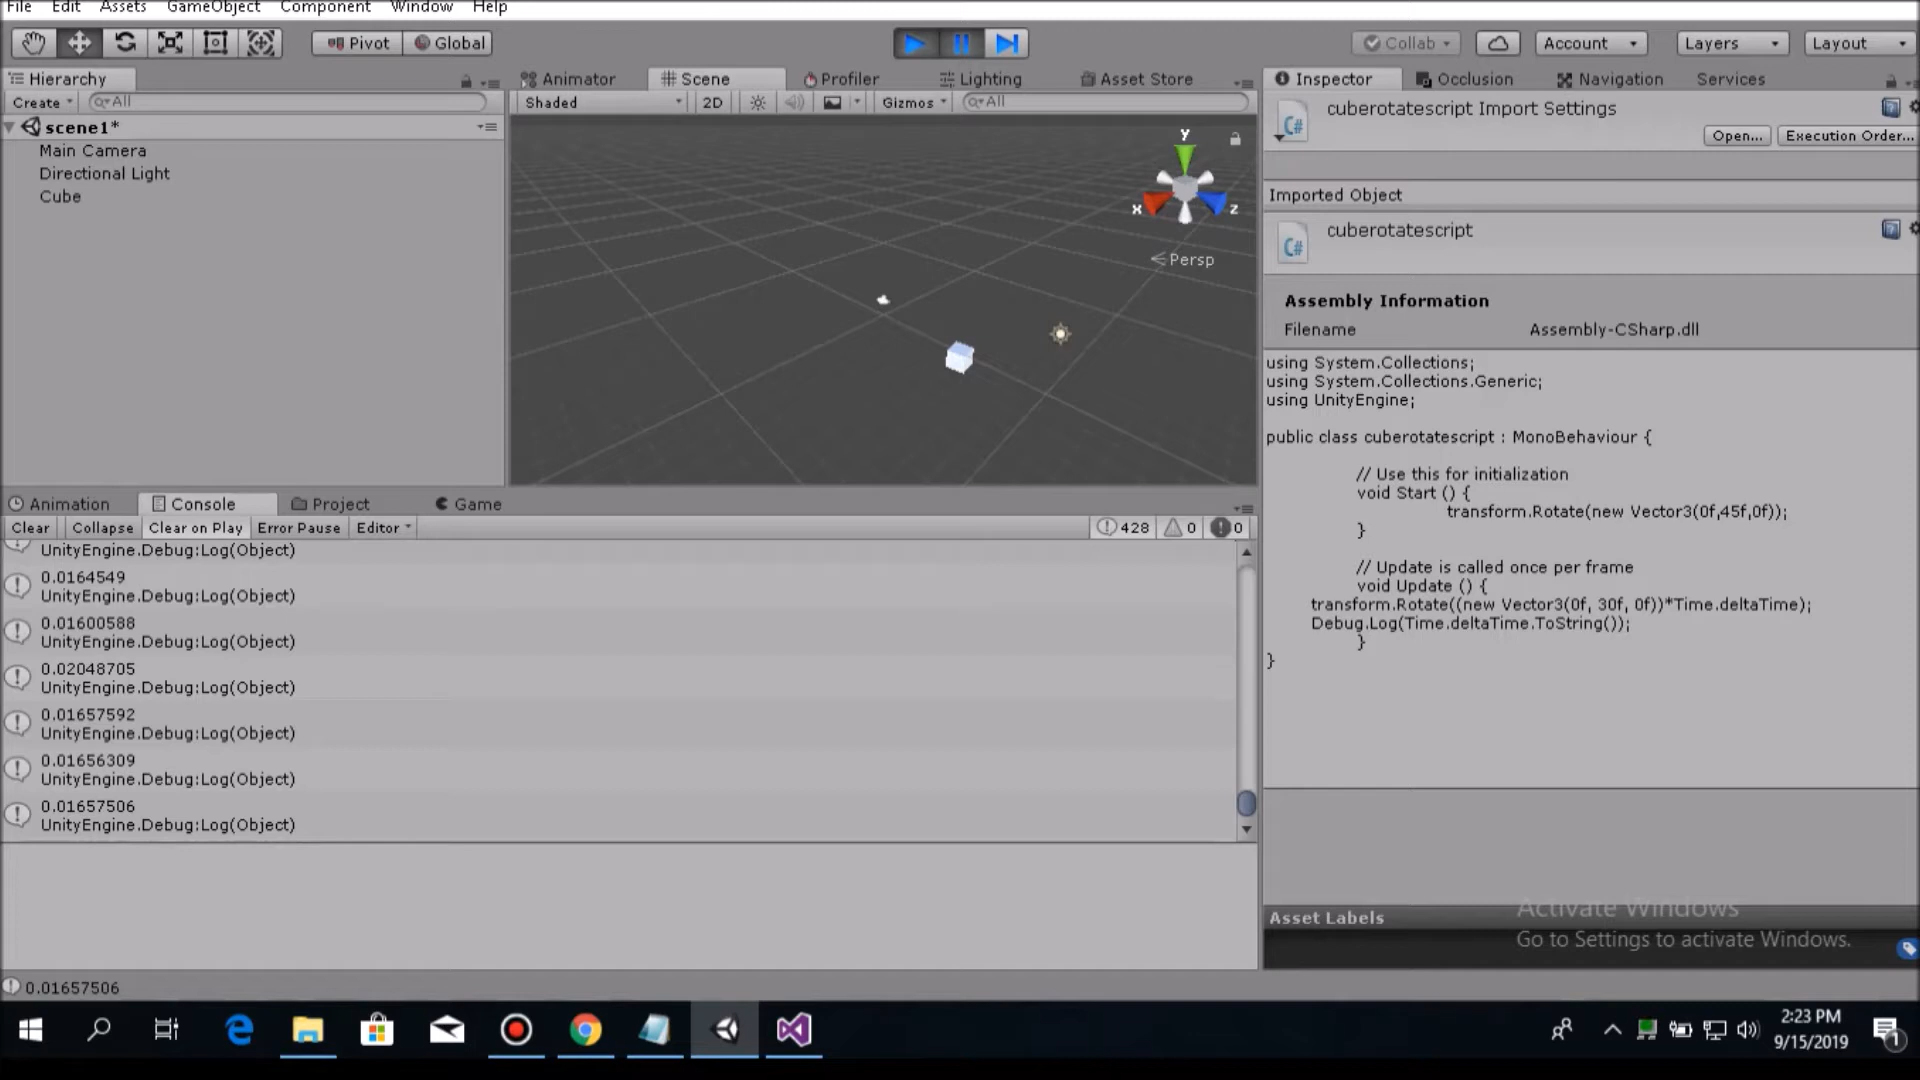 File Edit Assets GameObject Component Window Help
Pivot Global Collab Account Layers Layout
Hierarchy
Create All
scene1*
Main Camera
Directional Light
Cube
Animator Scene Profiler Lighting Asset Store
Shaded 2D Gizmos All
y
x z
Persp
Inspector Occlusion Navigation Services
cuberotatescript Import Settings
Open... Execution Order...
Imported Object
cuberotatescript
Assembly Information
Filename Assembly-CSharp.dll
using System.Collections;
using System.Collections.Generic;
using UnityEngine;
public class cuberotatescript : MonoBehaviour {
// Use this for initialization
void Start () {
transform.Rotate(new Vector3(0f,45f,0f));
}
// Update is called once per frame
void Update () {
transform.Rotate((new Vector3(0f, 30f, 0f))*Time.deltaTime);
Debug.Log(Time.deltaTime.ToString());
}
}
Asset Labels
Activate Windows
Go to Settings to activate Windows.
Animation Console Project Game
Clear Collapse Clear on Play Error Pause Editor 428 0 0
UnityEngine.Debug:Log(Object)
0.0164549
UnityEngine.Debug:Log(Object)
0.01600588
UnityEngine.Debug:Log(Object)
0.02048705
UnityEngine.Debug:Log(Object)
0.01657592
UnityEngine.Debug:Log(Object)
0.01656309
UnityEngine.Debug:Log(Object)
0.01657506
UnityEngine.Debug:Log(Object)
0.01657506
2:23 PM
9/15/2019
1